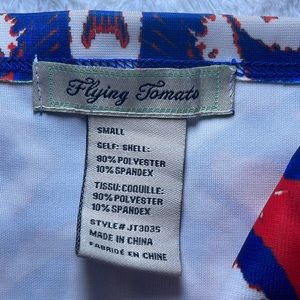 Flying Tomato
SMALL
SELF: SHELL:
90% POLYESTER
10% SPANDEX
TISSU:COQUILLE:
90% POLYESTER
10% SPANDEX
STYLE# JT3035
MADE IN CHINA
FABRIQÉ EN CHINE